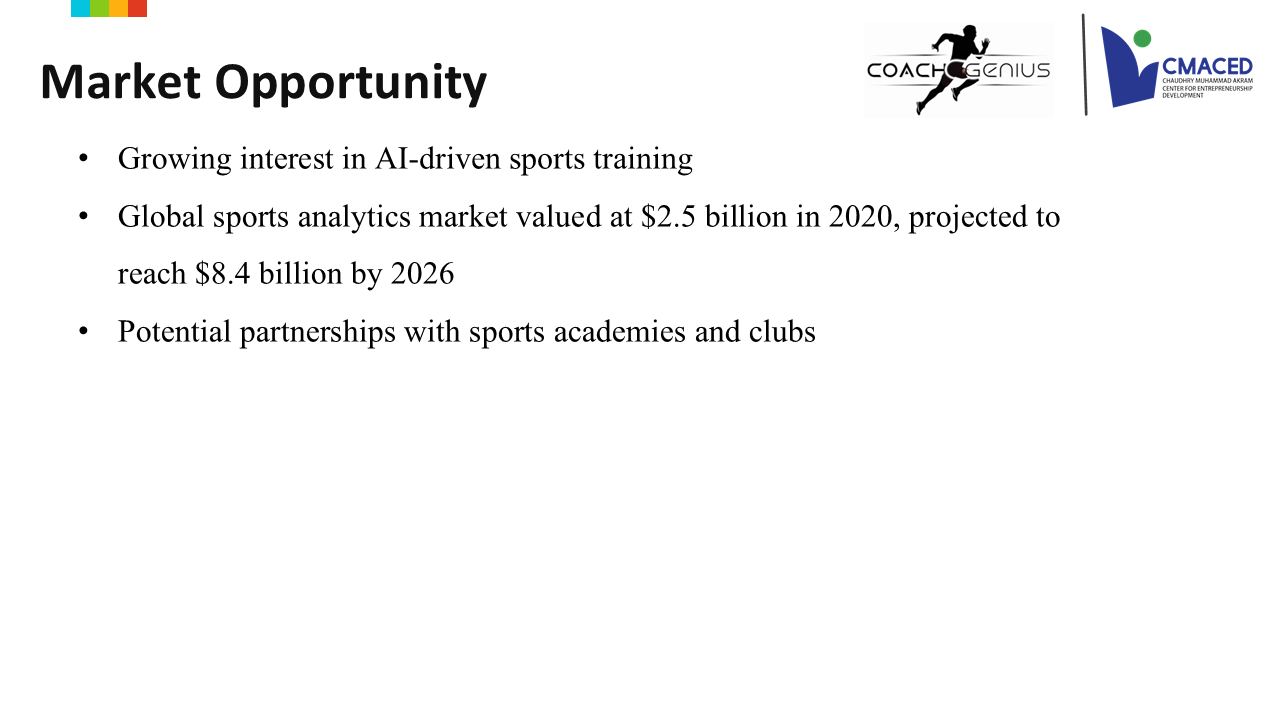 Market Opportunity
COACH GENIUS
CMACED
CHAUDHRY MUHAMMAD AKRAM
CENTER FOR ENTREPRENEURSHIP
DEVELOPMENT
• Growing interest in AI-driven sports training
• Global sports analytics market valued at $2.5 billion in 2020, projected to
reach $8.4 billion by 2026
• Potential partnerships with sports academies and clubs